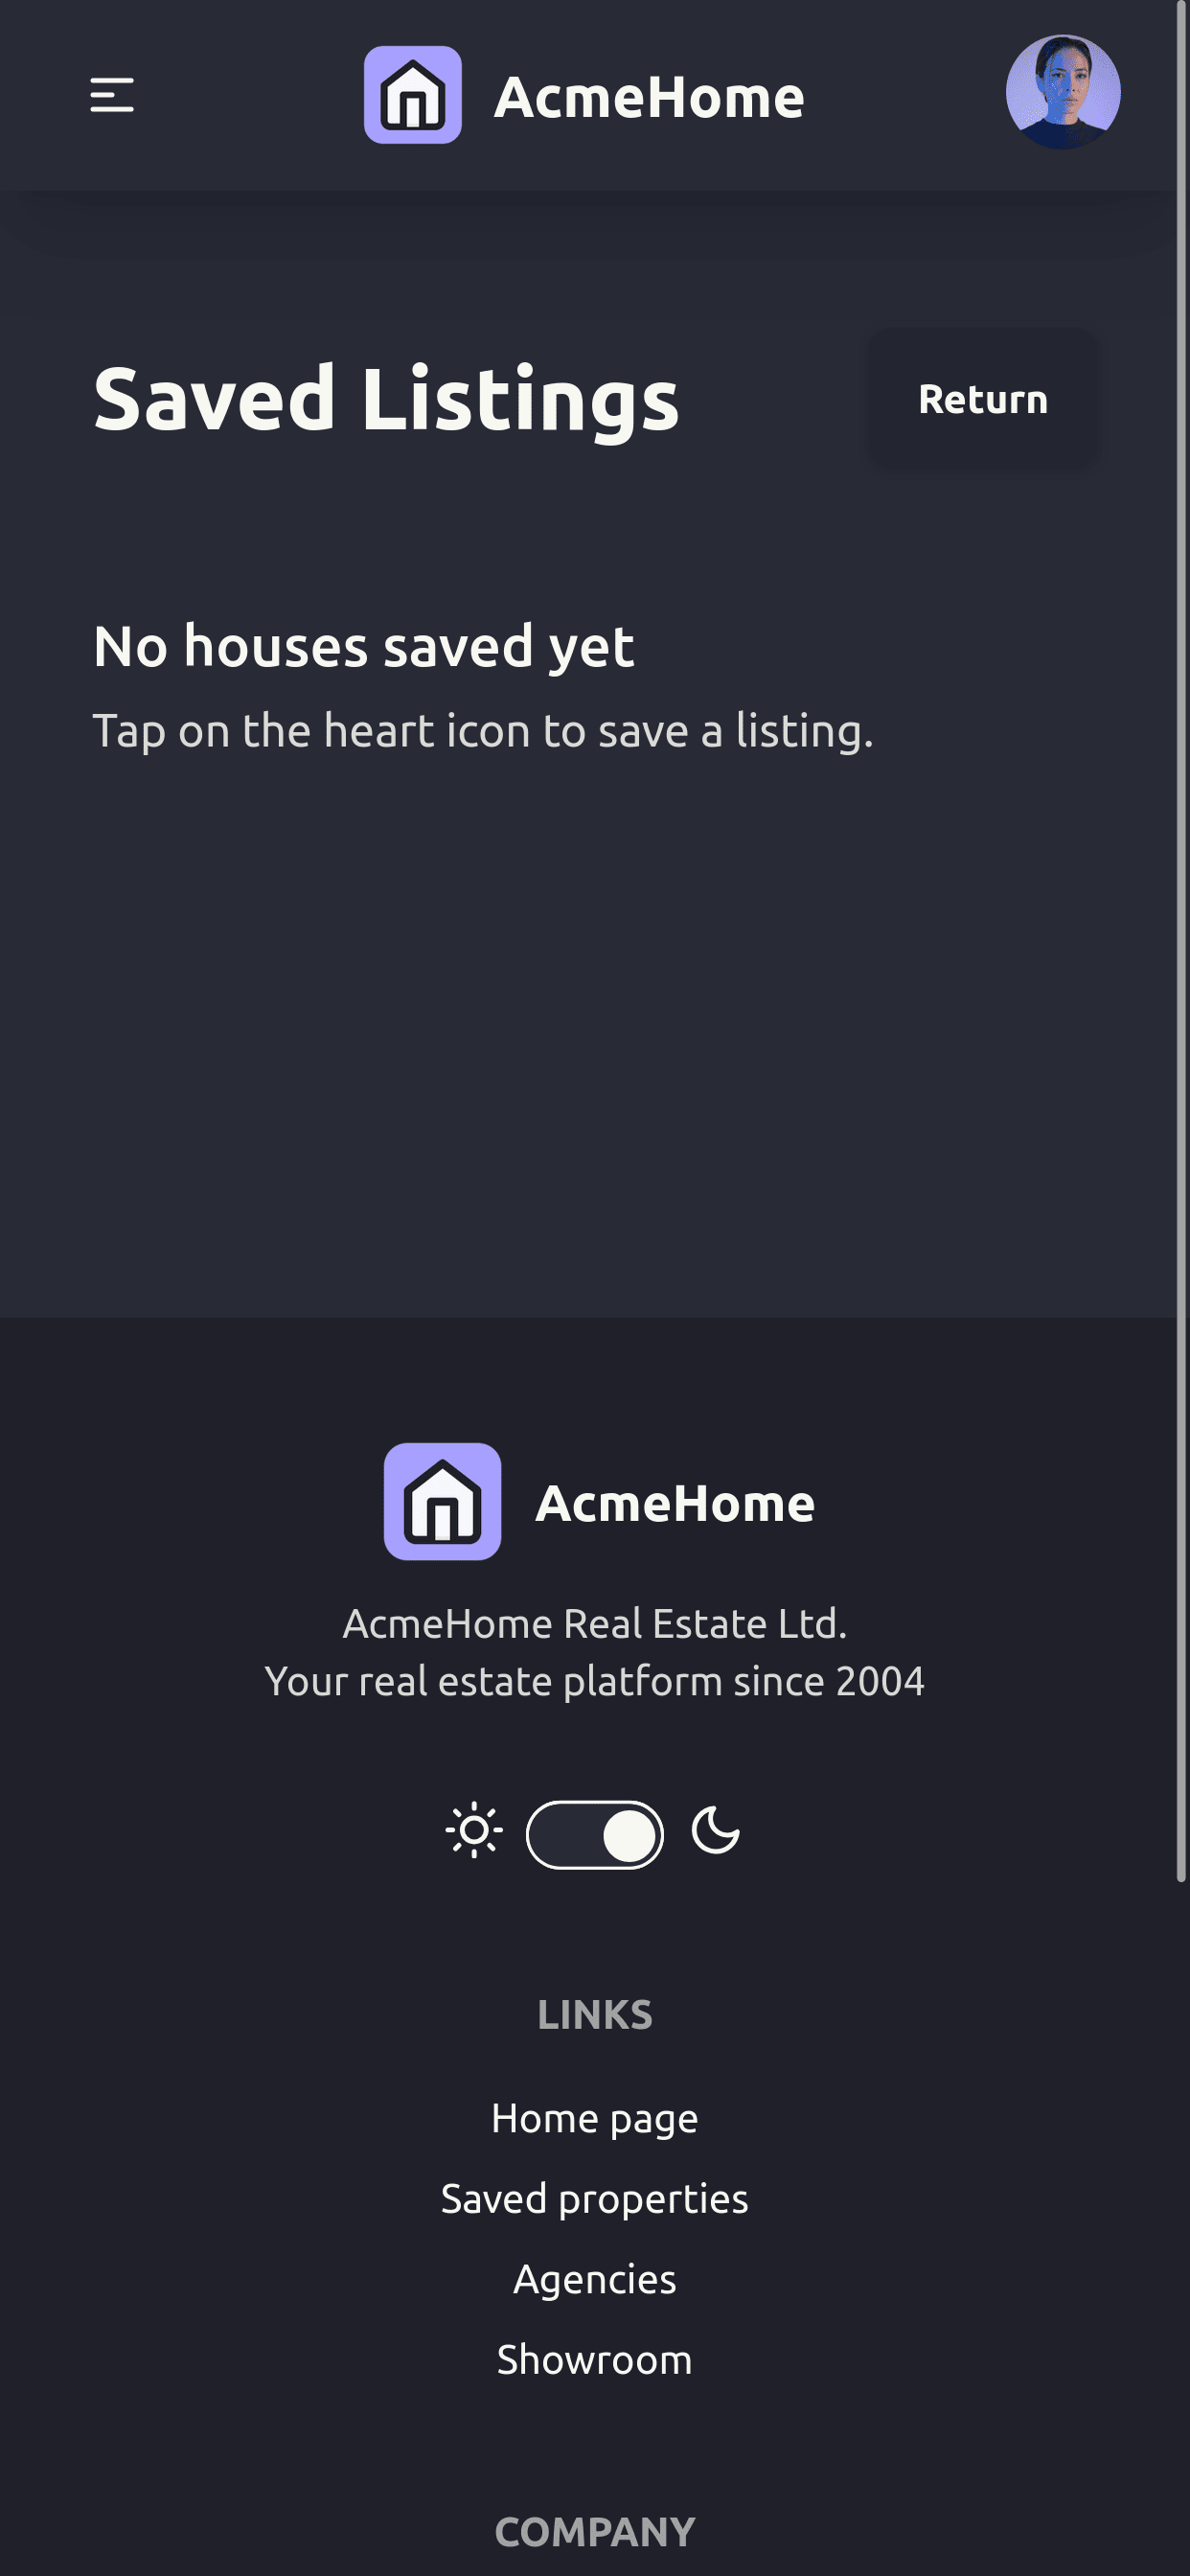 AcmeHome
Saved Listings
Return
No houses saved yet
Tap on the heart icon to save a listing.
AcmeHome
AcmeHome Real Estate Ltd.
Your real estate platform since 2004
LINKS
Home page
Saved properties
Agencies
Showroom
COMPANY